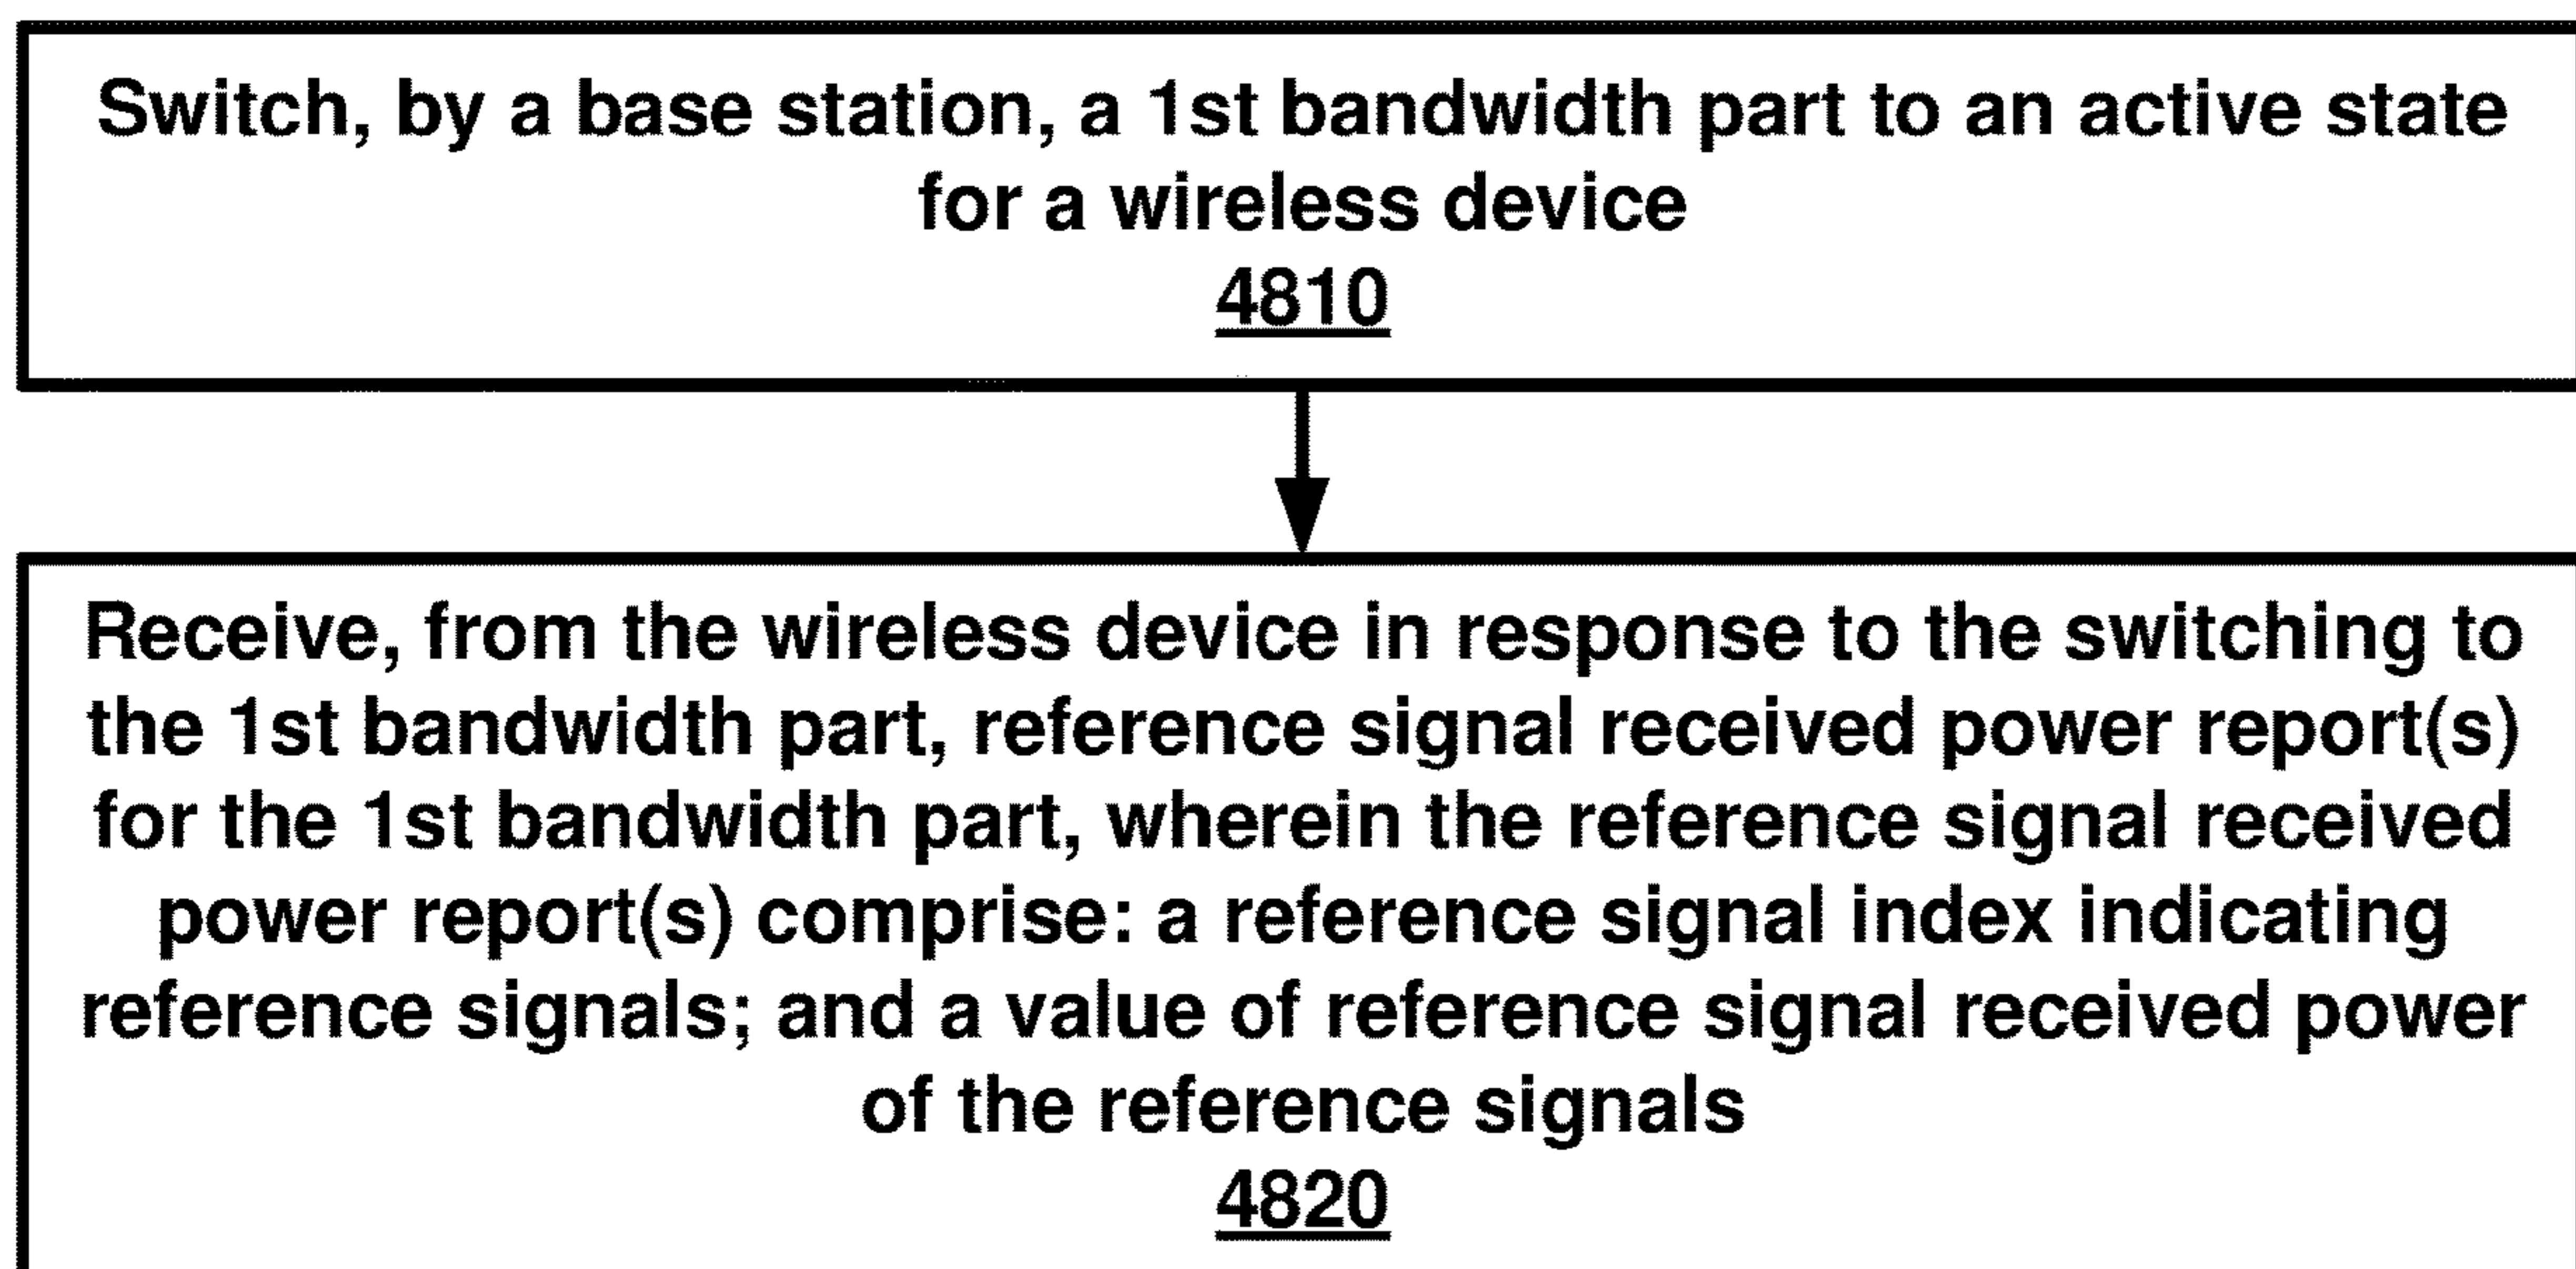 Switch, by a base station, a 1st bandwidth part to an active state
for a wireless device
4810
Receive, from the wireless device in response to the switching to
the 1st bandwidth part, reference signal received power report(s)
for the 1st bandwidth part, wherein the reference signal received
power report(s) comprise: a reference signal index indicating
reference signals; and a value of reference signal received power
of the reference signals
4820